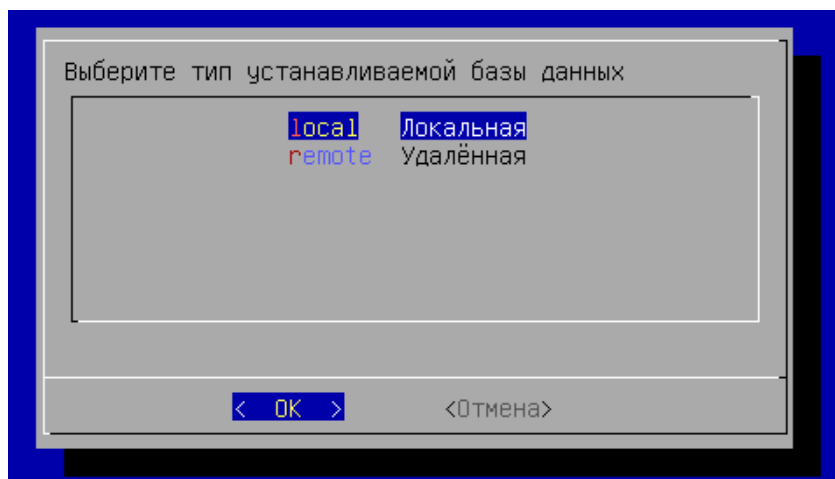 Выберите тип устанавливаемой базы данных
local Локальная
remote Удалённая
< OK > <Отмена>